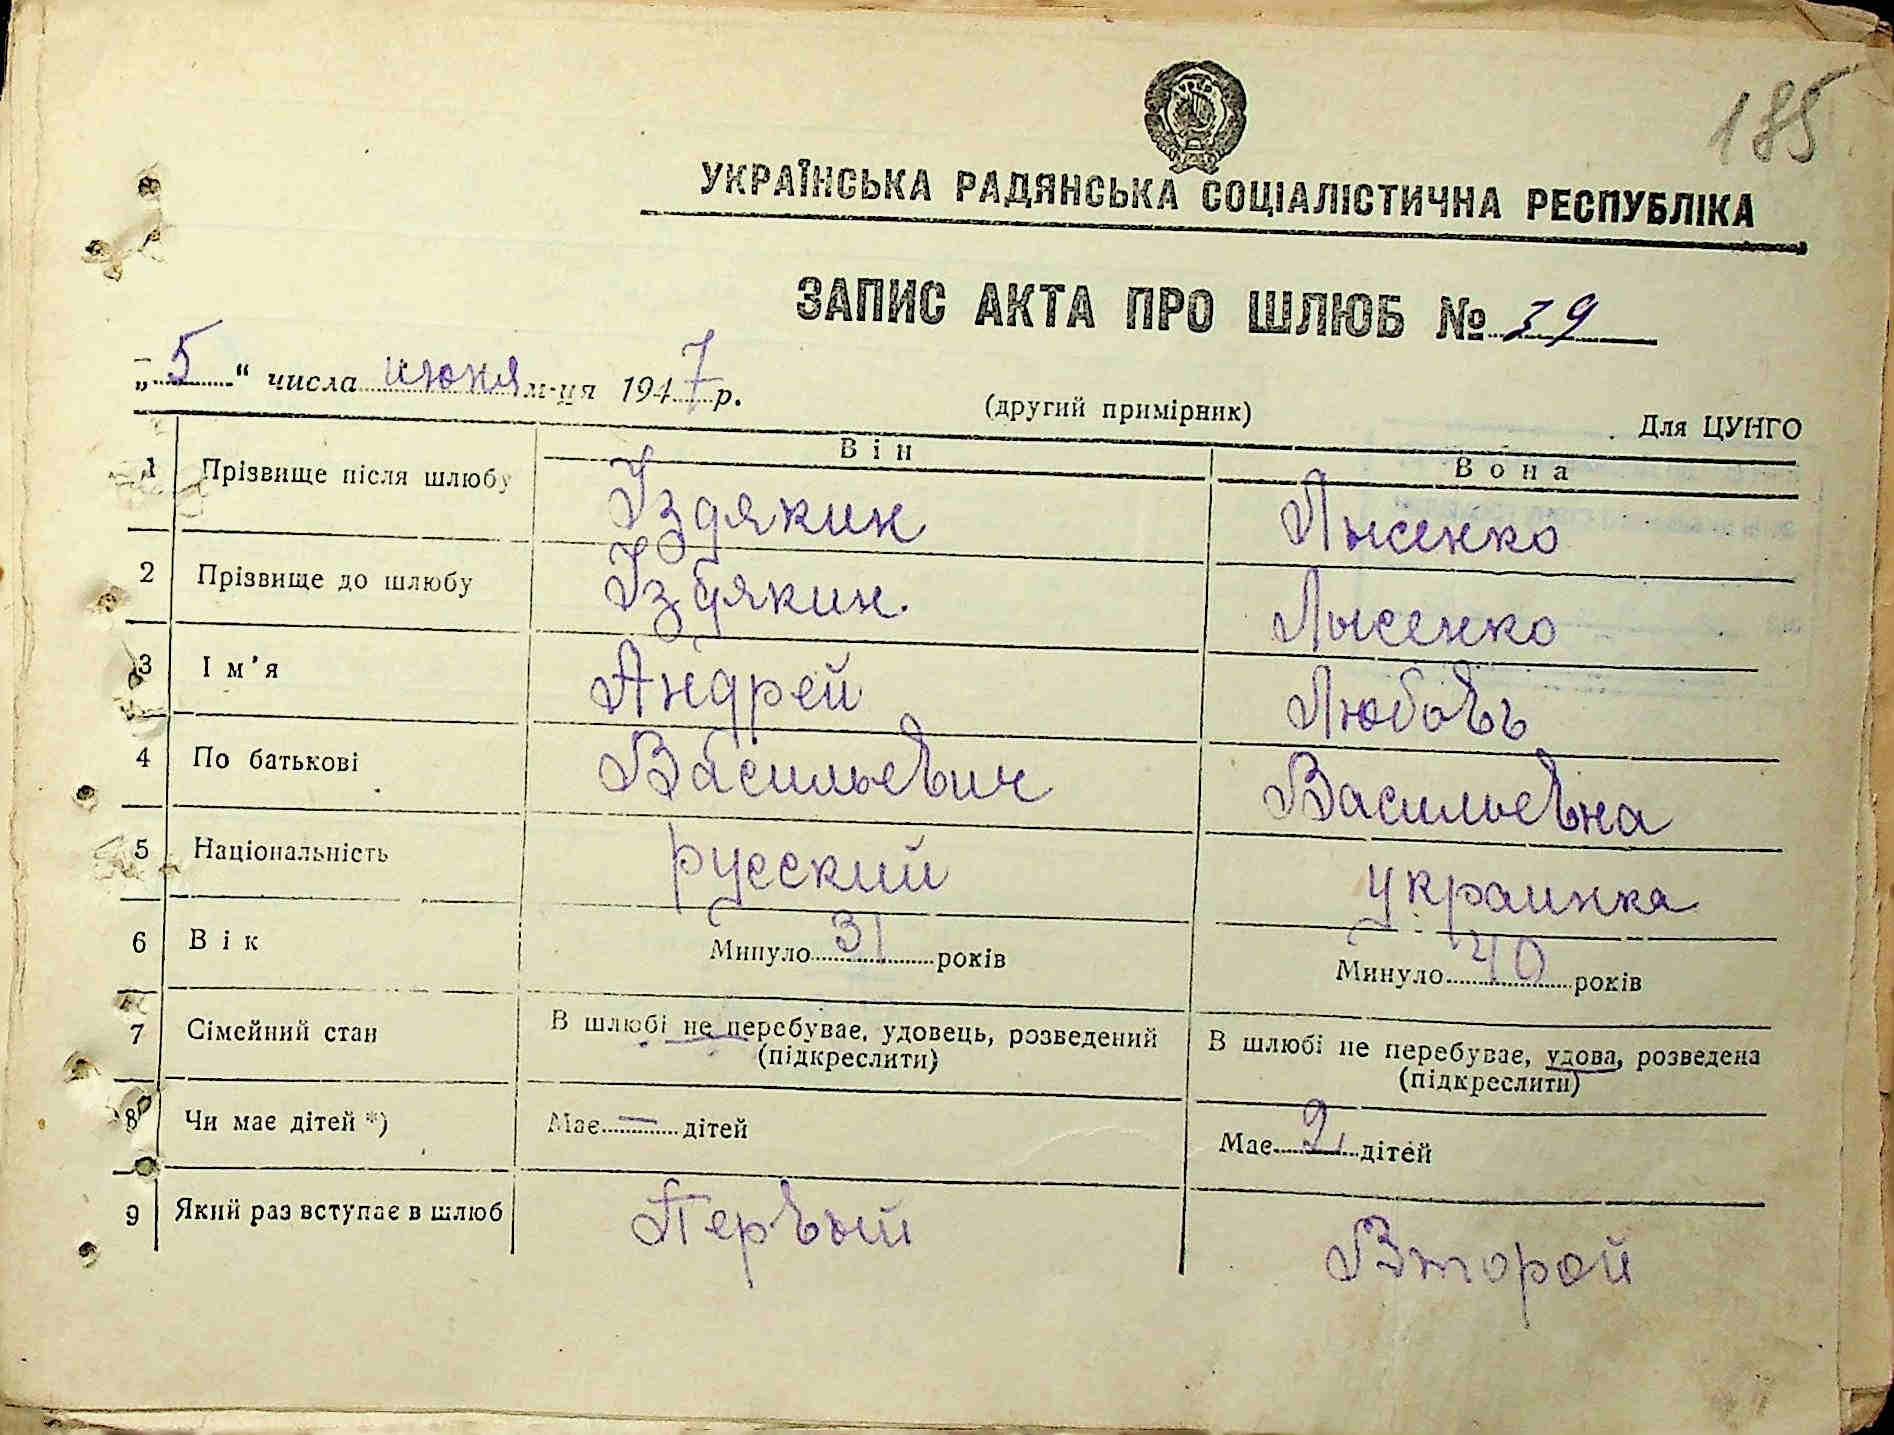 185
УКРАЇНСЬКА РАДЯНСЬКА СОЦІАЛІСТИЧНА РЕСПУБЛІКА
ЗАПИС АКТА ПРО ШЛЮБ № 39
„5“ числа июня м-ця 1947 р.
(другий примірник)
Для ЦУНГО
Він Вона
1 Прізвище після шлюбу Іздякин Лысенко
2 Прізвище до шлюбу Іздякин. Лысенко
3 Ім'я Андрей Любовь
4 По батькові Васильевич Васильевна
5 Національність русский украинка
6 Вік Минуло 31 років Минуло 40 років
7 Сімейний стан В шлюбі не перебуває, удовець, розведений (підкреслити) В шлюбі не перебуває, удова, розведена (підкреслити)
8 Чи має дітей *) Має — дітей Має 2 дітей
9 Який раз вступає в шлюб Первый Второй